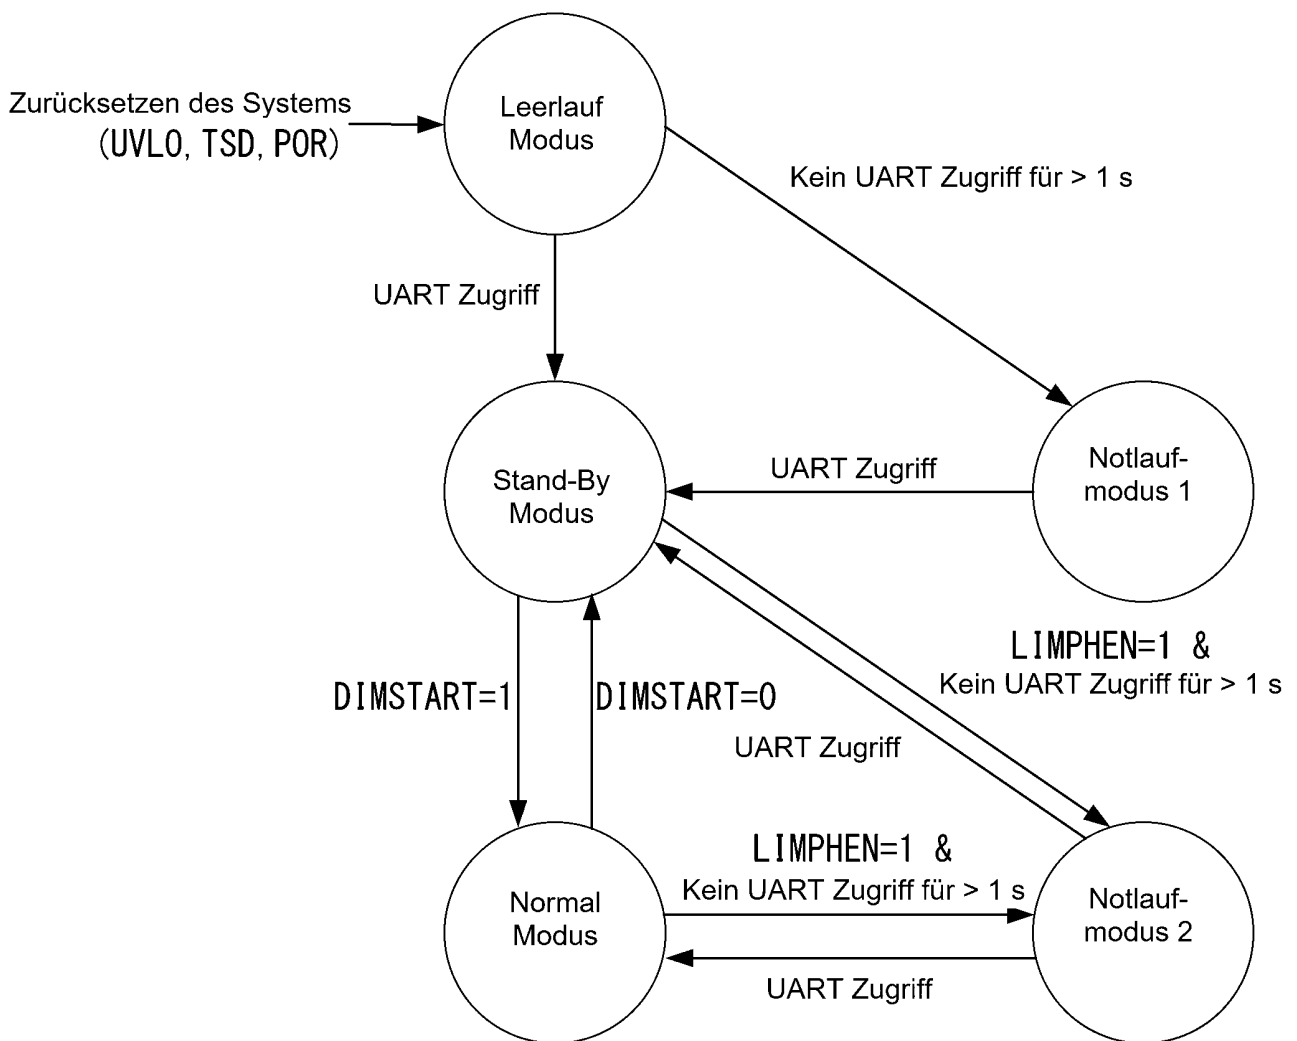 Leerlauf
Modus
Zurücksetzen des Systems
(UVLO, TSD, POR)
Kein UART Zugriff für > 1 s
UART Zugriff
Stand-By
Modus
UART Zugriff
Notlauf-
modus 1
LIMPHEN=1 &
Kein UART Zugriff für > 1 s
DIMSTART=1
DIMSTART=0
UART Zugriff
LIMPHEN=1 &
Kein UART Zugriff für > 1 s
Normal
Modus
Notlauf-
modus 2
UART Zugriff